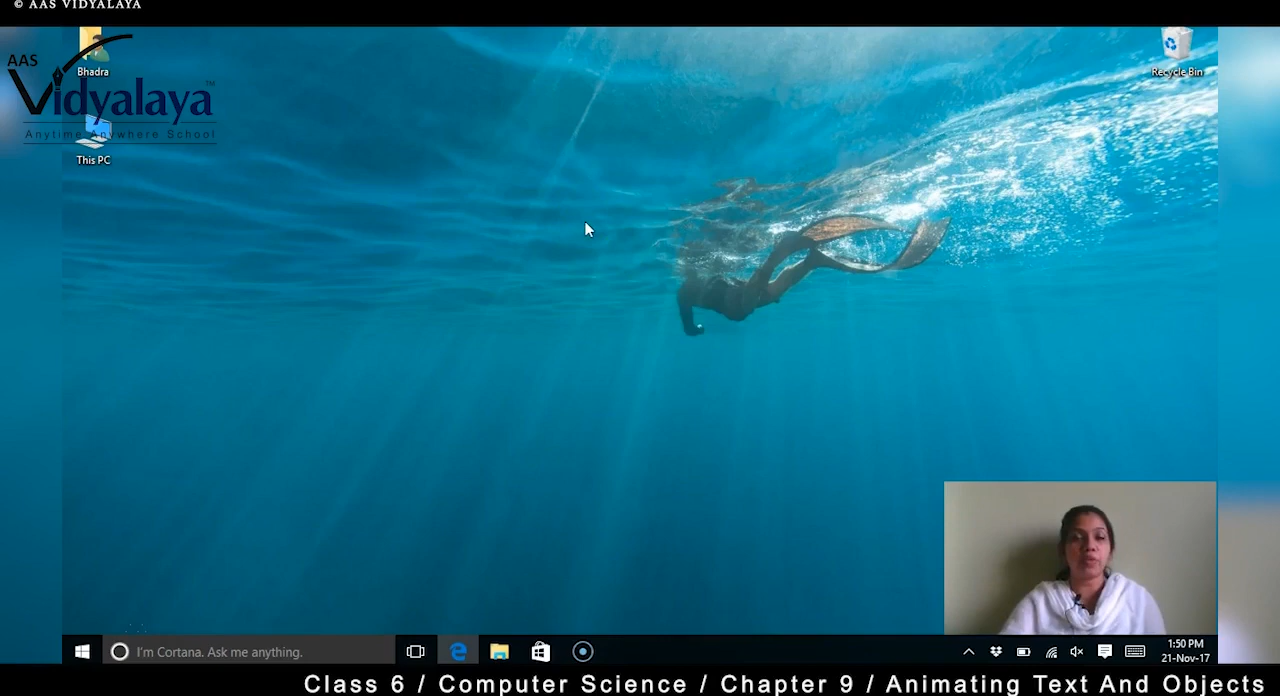 © AAS VIDYALAYA
Bhadra
Recycle Bin
AAS
Vidyalaya™
Anytime Anywhere School
This PC
I'm Cortana. Ask me anything.
1:50 PM
21-Nov-17
Class 6 / Computer Science / Chapter 9 / Animating Text And Objects